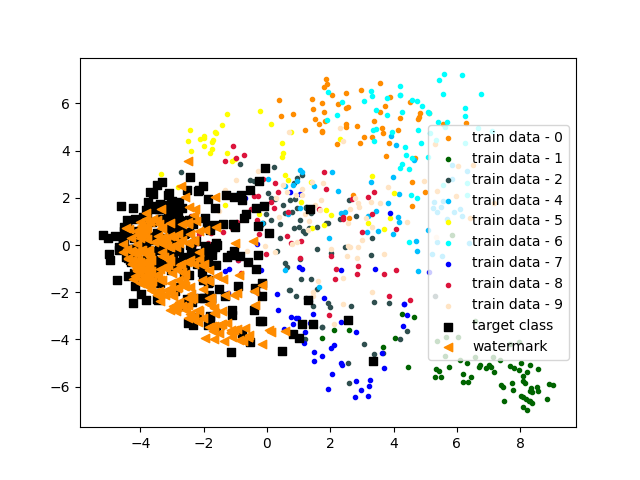 6
4
2
0
−2
−4
−6
−4
−2
0
2
4
6
8
train data - 0
train data - 1
train data - 2
train data - 4
train data - 5
train data - 6
train data - 7
train data - 8
train data - 9
target class
watermark